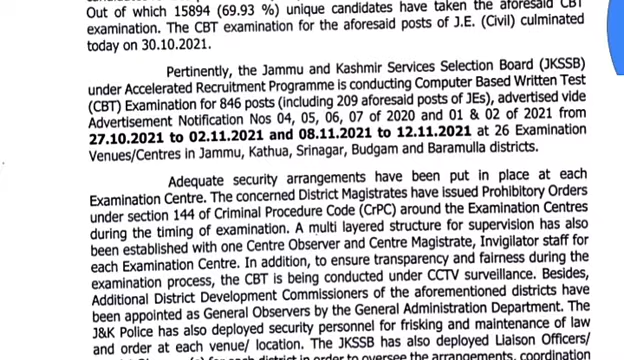 Out of which 15894 (69.93 %) unique candidates have taken the aforesaid CBT
examination. The CBT examination for the aforesaid posts of J.E. (Civil) culminated
today on 30.10.2021.
Pertinently, the Jammu and Kashmir Services Selection Board (JKSSB)
under Accelerated Recruitment Programme is conducting Computer Based Written Test
(CBT) Examination for 846 posts (including 209 aforesaid posts of JEs), advertised vide
Advertisement Notification Nos 04, 05, 06, 07 of 2020 and 01 & 02 of 2021 from
27.10.2021 to 02.11.2021 and 08.11.2021 to 12.11.2021 at 26 Examination
Venues/Centres in Jammu, Kathua, Srinagar, Budgam and Baramulla districts.
Adequate security arrangements have been put in place at each
Examination Centre. The concerned District Magistrates have issued Prohibitory Orders
under section 144 of Criminal Procedure Code (CrPC) around the Examination Centres
during the timing of examination. A multi layered structure for supervision has also
been established with one Centre Observer and Centre Magistrate, Invigilator staff for
each Examination Centre. In addition, to ensure transparency and fairness during the
examination process, the CBT is being conducted under CCTV surveillance. Besides,
Additional District Development Commissioners of the aforementioned districts have
been appointed as General Observers by the General Administration Department. The
J&K Police has also deployed security personnel for frisking and maintenance of law
and order at each venue/ location. The JKSSB has also deployed Liaison Officers/
for each district in order to oversee the arrangements, coordination